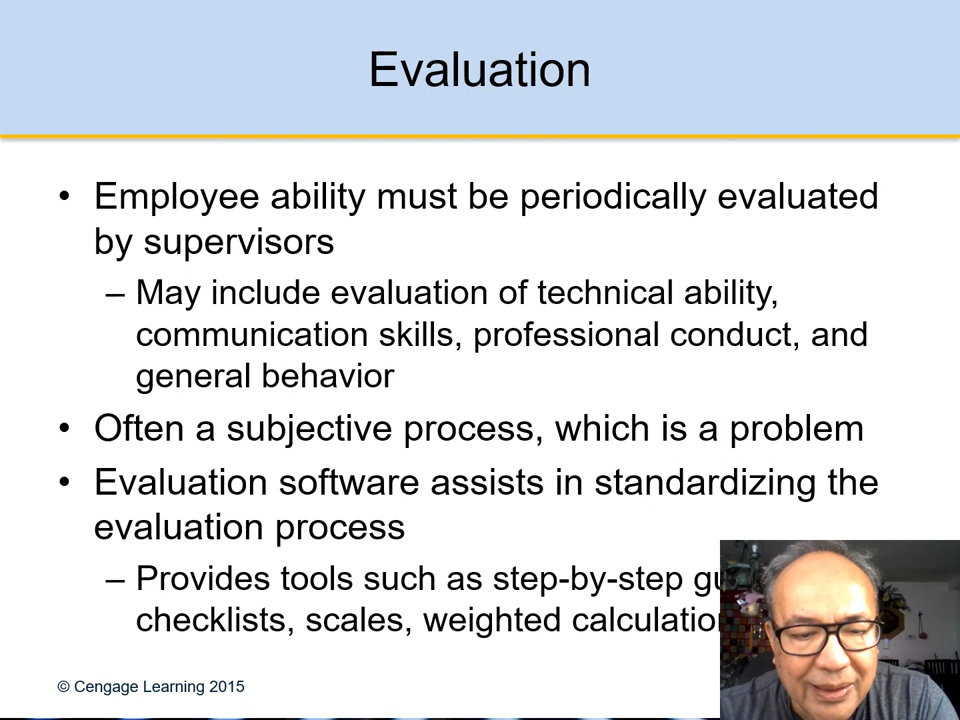 Evaluation
• Employee ability must be periodically evaluated
by supervisors
– May include evaluation of technical ability,
communication skills, professional conduct, and
general behavior
• Often a subjective process, which is a problem
• Evaluation software assists in standardizing the
evaluation process
– Provides tools such as step-by-step
checklists, scales, weighted
© Cengage Learning 2015